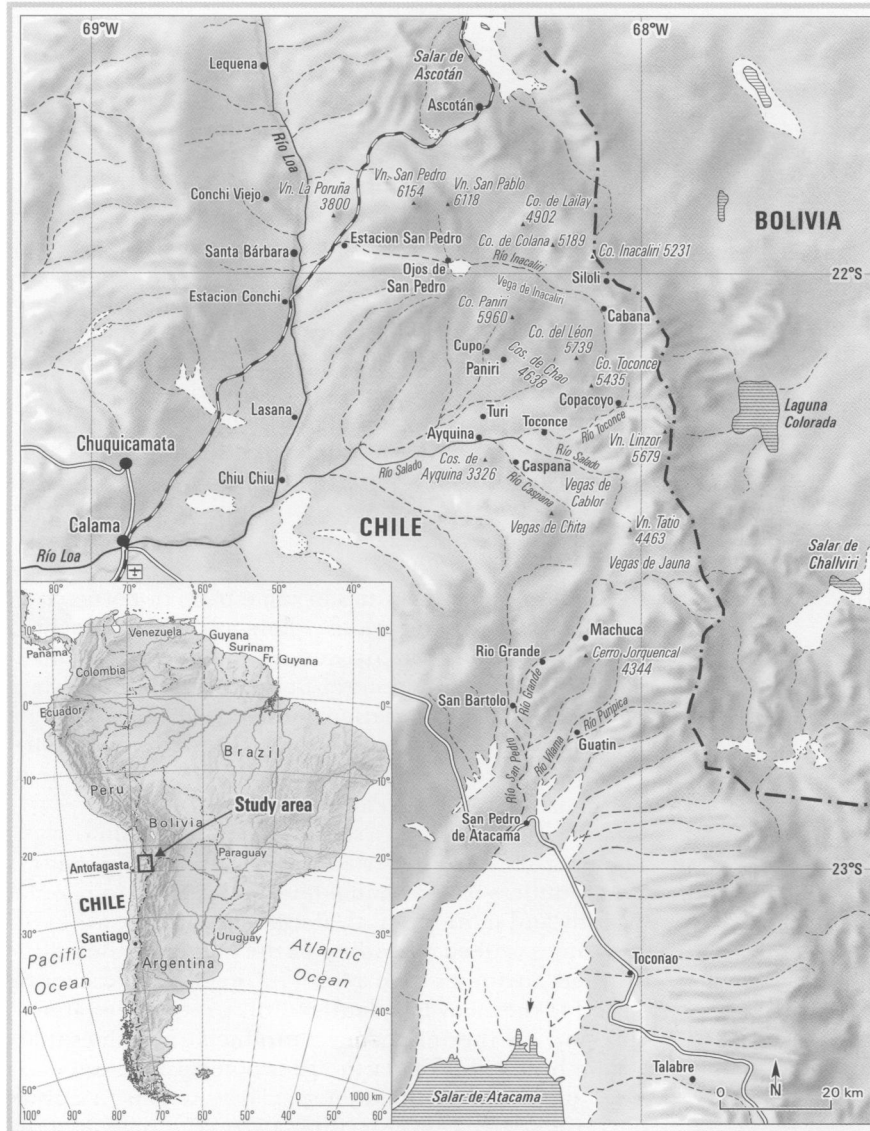 69°W
68°W
Lequena
Salar de
Ascotán
Ascotán
Río Loa
Conchi Viejo
Vn. La Poruña
3800
Vn. San Pedro
6154
Vn. San Pablo
6118
Co. de Laïlay
4902
BOLIVIA
Santa Bárbara
Estacion San Pedro
Co. de Colana 5189
Co. Inacaliri 5231
Río Inacaliri
Ojos de
San Pedro
Siloli
22°S
Estacion Conchi
Vega de Inacaliri
Co. Paniri
5960
Cabana
Co. del Léon
5739
Cupo
Paniri
Cos. de Chao
4638
Co. Toconce
5435
Lasana
Turi
Copacoyo
Laguna
Colorada
Chuquicamata
Ayquina
Toconce
Río Toconce
Vn. Linzor
5679
Río Salado
Río Salado
Cos. de
Ayquina 3326
Caspana
Chiu Chiu
Río Caspana
Vegas de
Cablor
CHILE
Vegas de Chita
Vn. Tatio
4463
Calama
Río Loa
Salar de
Challviri
Vegas de Jauna
Machuca
Rio Grande
Cerro Jorquencal
4344
Río Grande
San Bartolo
Río Puripica
Guatin
Río Vilama
Río San Pedro
San Pedro
de Atacama
23°S
Toconao
Talabre
Salar de Atacama
N
0 20 km
80° 70° 60° 50° 40°
10° 10°
Venezuela
Guyana
Surinam
Fr. Guyana
Panama
Colombia
0° 0°
Ecuador
Brazil
Peru
10° 10°
Study area
Bolivia
20° 20°
Paraguay
Antofagasta
CHILE
30° 30°
Santiago
Uruguay
Pacific
Ocean
Argentina
Atlantic
Ocean
40° 40°
50° 50°
0 1000 km
100° 90° 80° 70° 60° 50° 40° 30° 60°